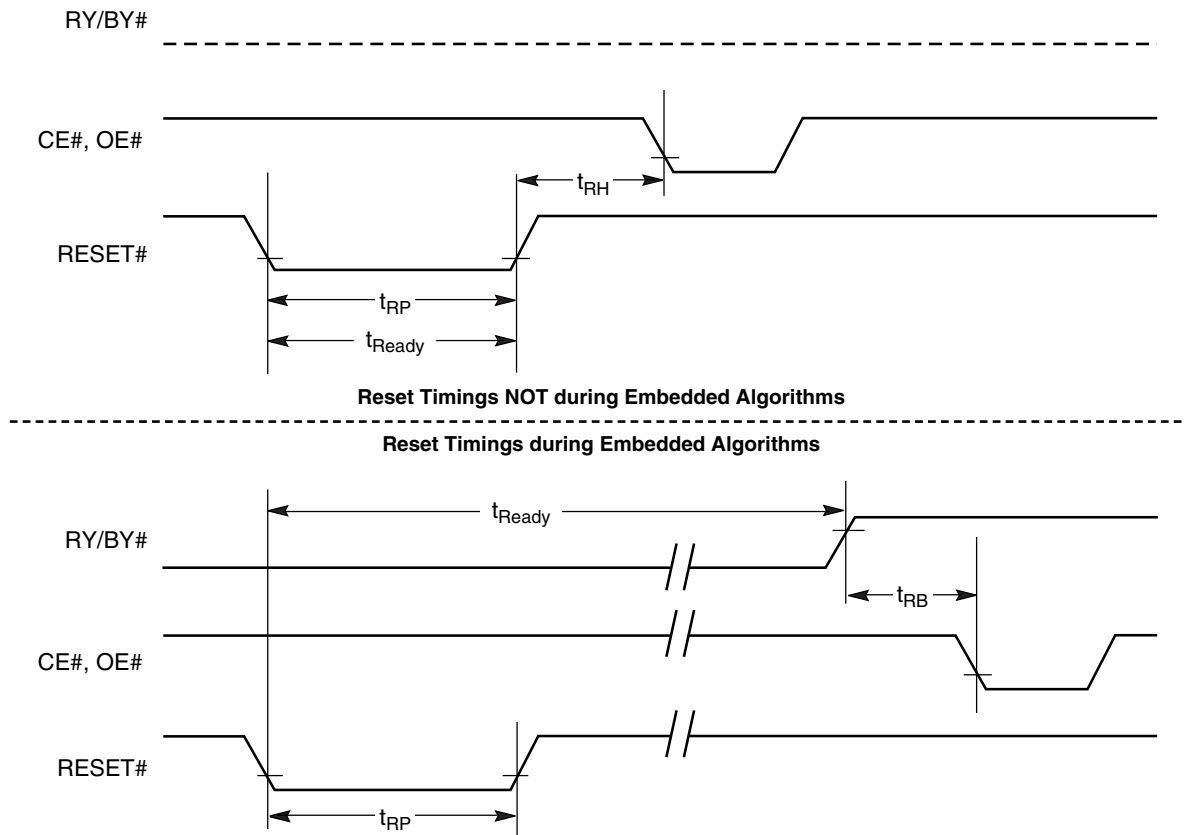 RY/BY#
CE#, OE#
tRH
RESET#
tRP
tReady
Reset Timings NOT during Embedded Algorithms
Reset Timings during Embedded Algorithms
tReady
RY/BY#
tRB
CE#, OE#
RESET#
tRP